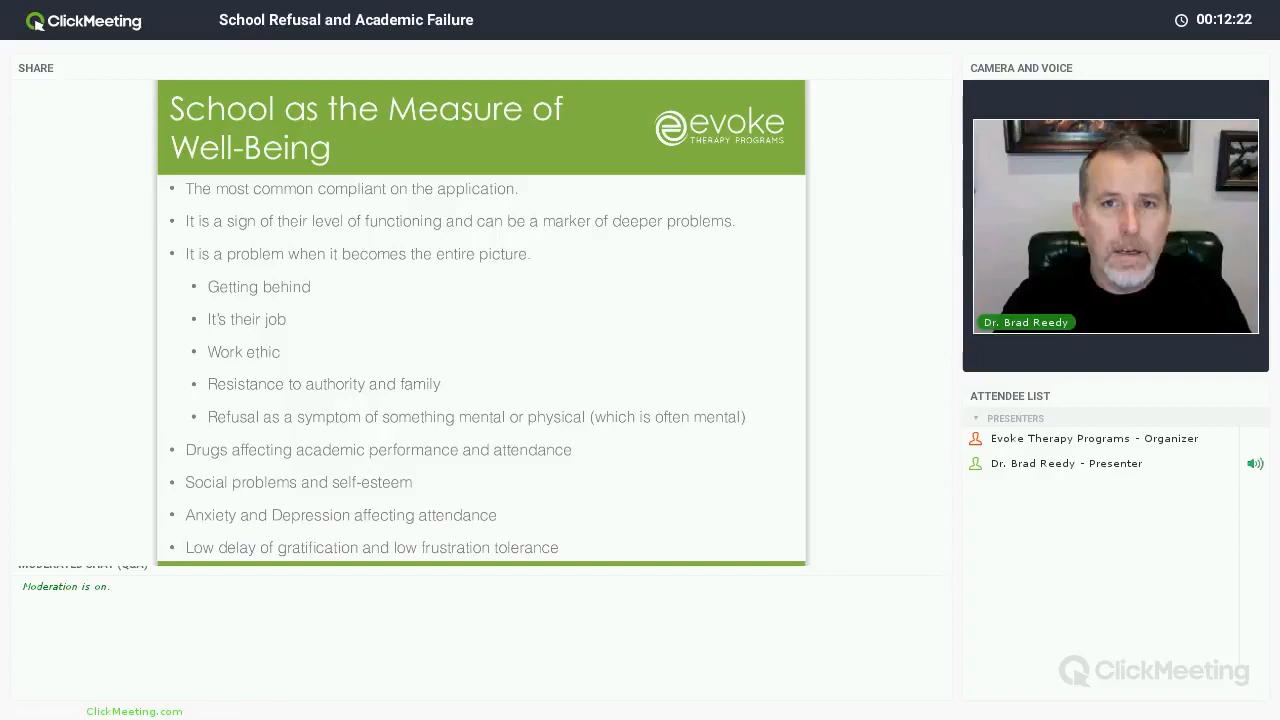 ClickMeeting
School Refusal and Academic Failure
00:12:22
SHARE
School as the Measure of
Well-Being
evoke
THERAPY PROGRAMS
• The most common compliant on the application.
• It is a sign of their level of functioning and can be a marker of deeper problems.
• It is a problem when it becomes the entire picture.
• Getting behind
• It's their job
• Work ethic
• Resistance to authority and family
• Refusal as a symptom of something mental or physical (which is often mental)
• Drugs affecting academic performance and attendance
• Social problems and self-esteem
• Anxiety and Depression affecting attendance
• Low delay of gratification and low frustration tolerance
MODERATED CHAT (Q&A)
Moderation is on.
ClickMeeting.com
CAMERA AND VOICE
Dr. Brad Reedy
ATTENDEE LIST
PRESENTERS
Evoke Therapy Programs - Organizer
Dr. Brad Reedy - Presenter
ClickMeeting